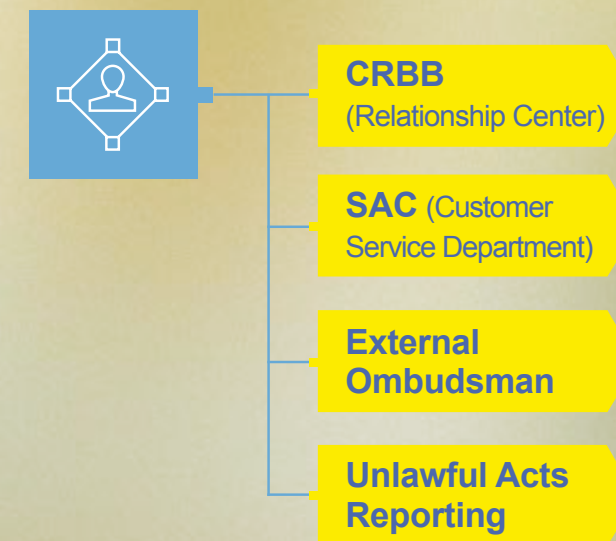 CRBB
(Relationship Center)
SAC (Customer
Service Department)
External
Ombudsman
Unlawful Acts
Reporting